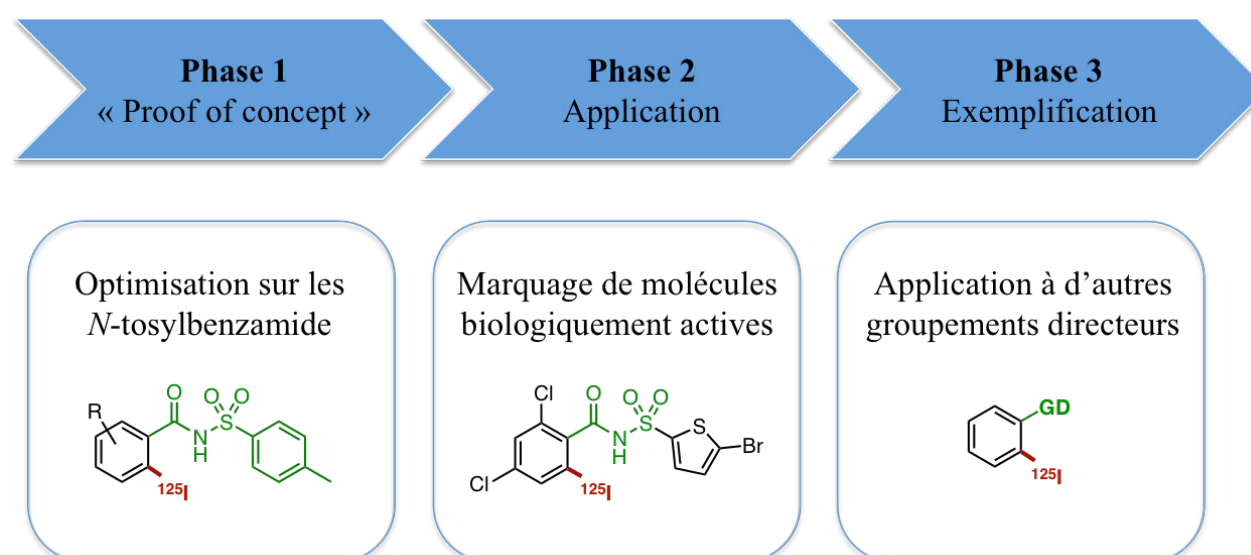 Phase 1
« Proof of concept »
Phase 2
Application
Phase 3
Exemplification
Optimisation sur les
N-tosylbenzamide
R
O
N
H
S
O O
125I
Marquage de molécules
biologiquement actives
Cl
Cl
O
N
H
S
O O
S
Br
125I
Application à d’autres
groupements directeurs
GD
125I